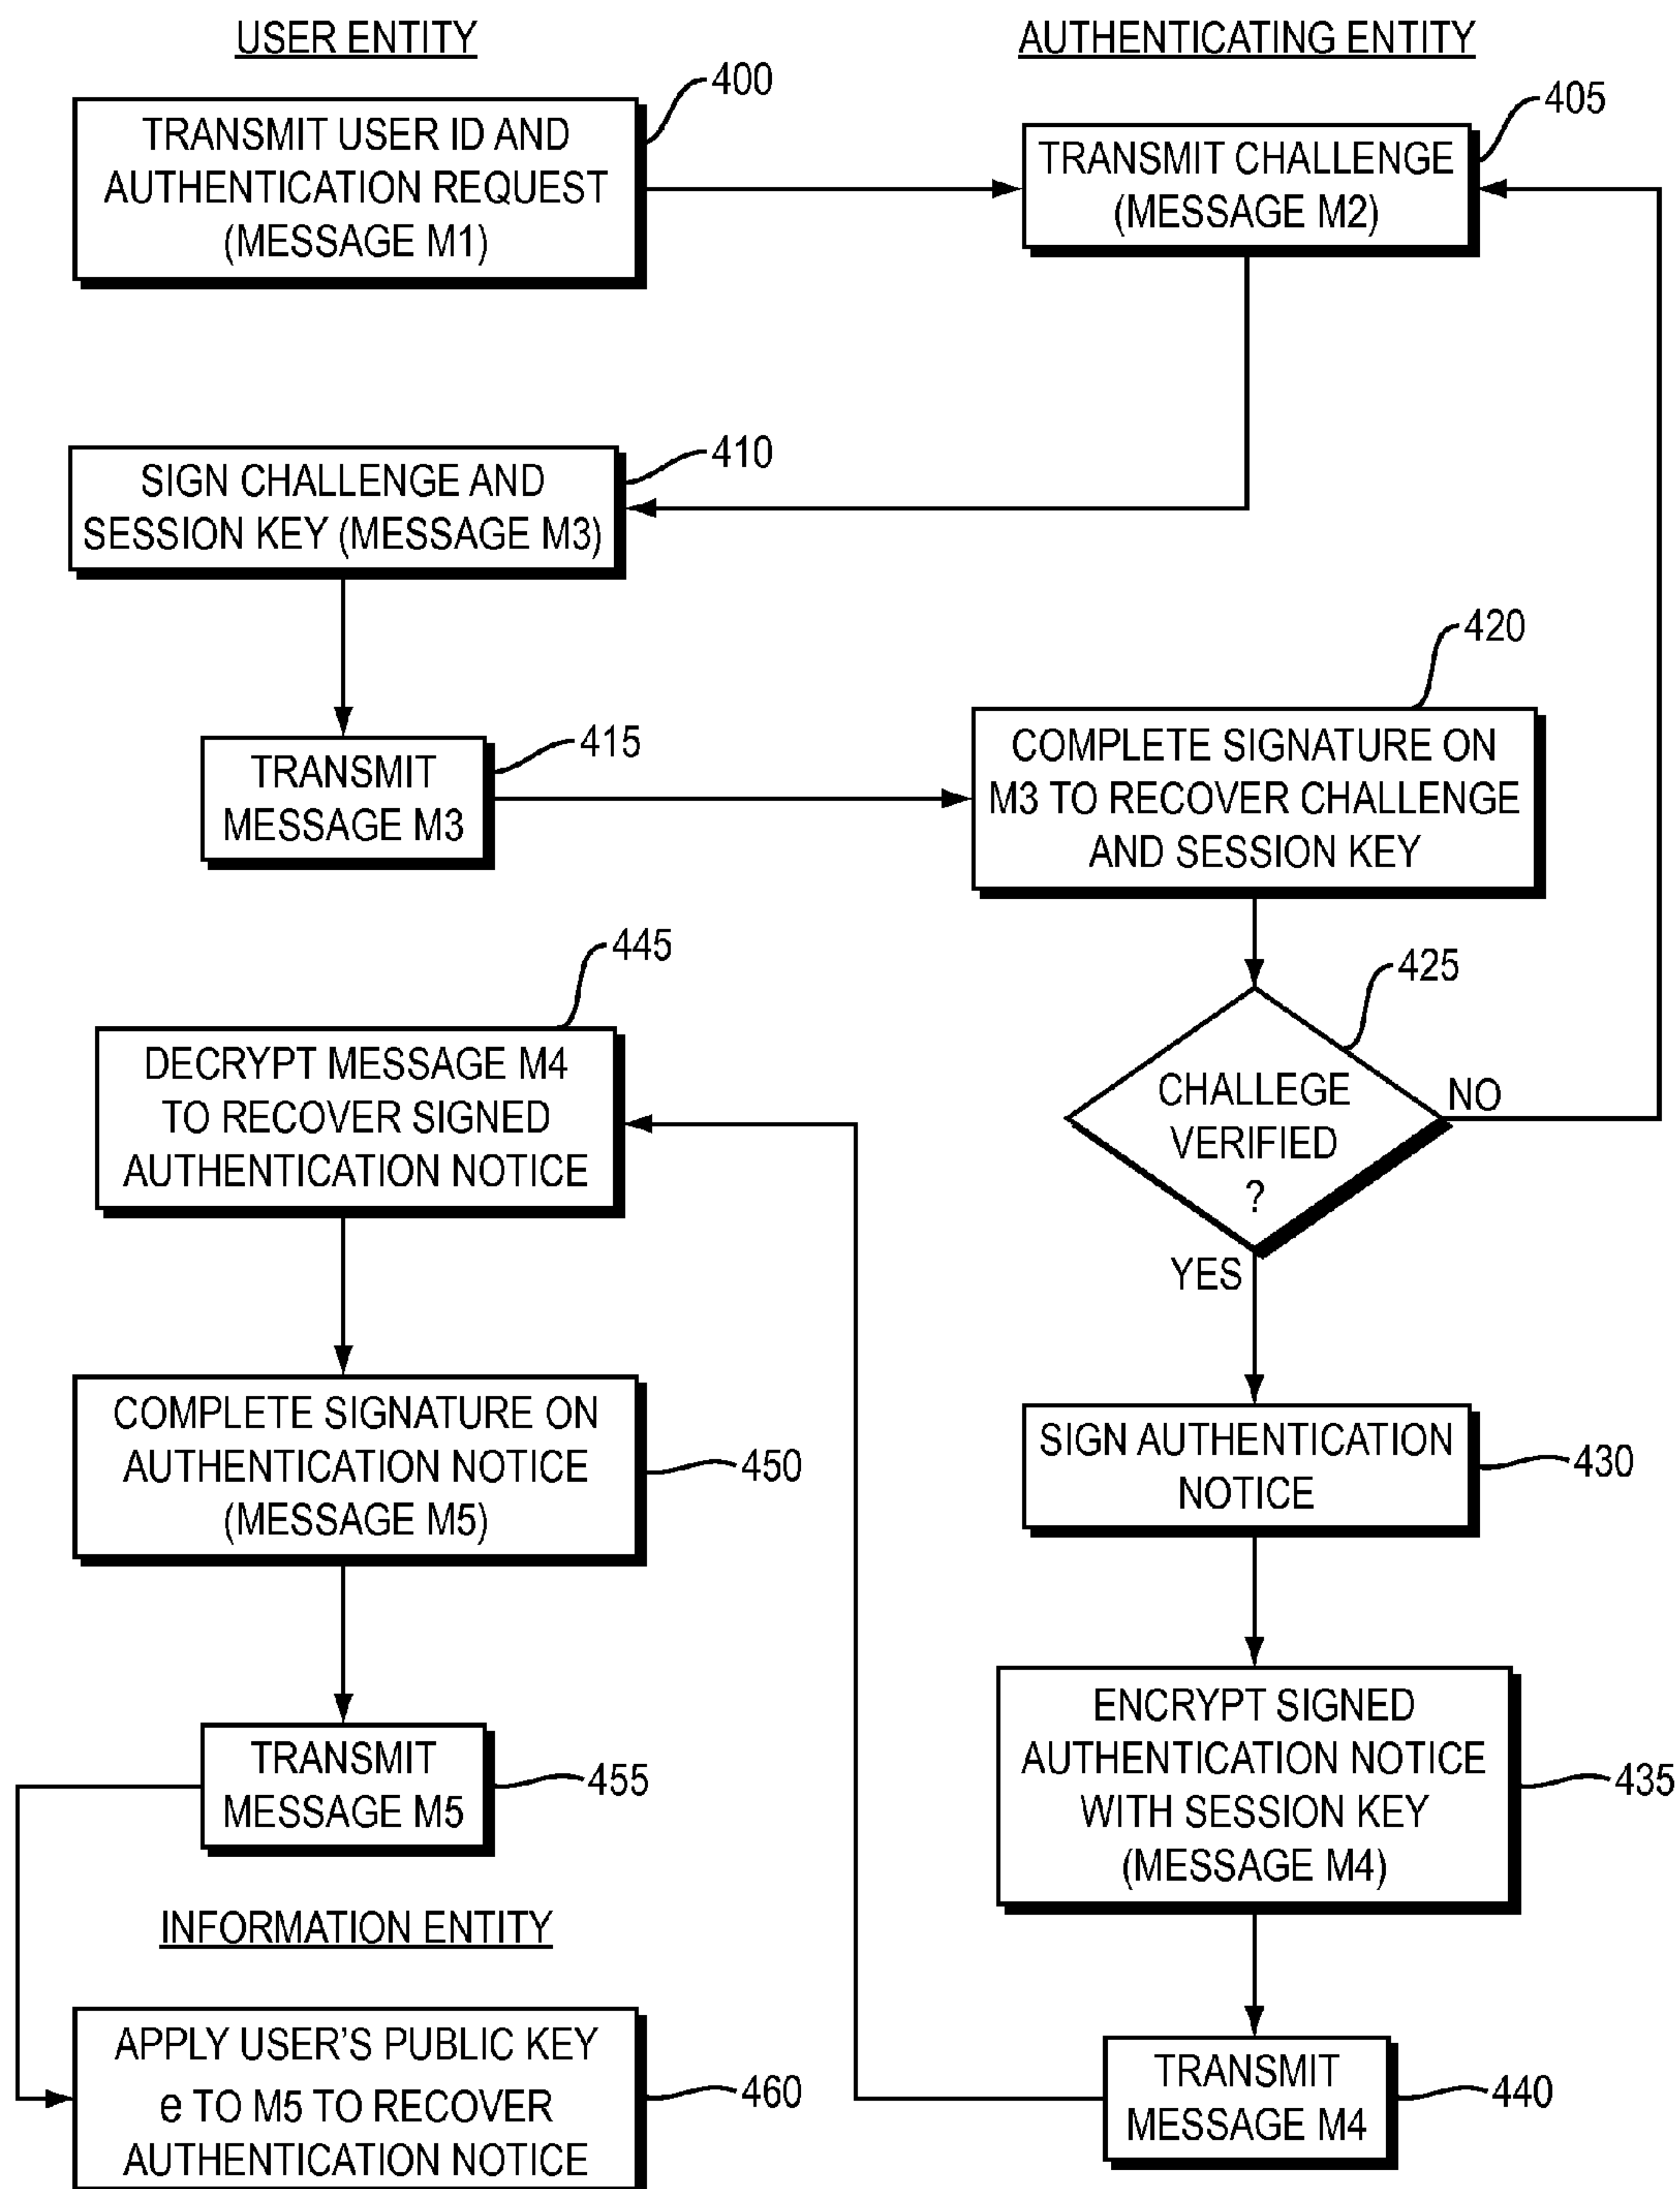 USER ENTITY
AUTHENTICATING ENTITY
400
TRANSMIT USER ID AND
AUTHENTICATION REQUEST
(MESSAGE M1)
405
TRANSMIT CHALLENGE
(MESSAGE M2)
410
SIGN CHALLENGE AND
SESSION KEY (MESSAGE M3)
415
TRANSMIT
MESSAGE M3
420
COMPLETE SIGNATURE ON
M3 TO RECOVER CHALLENGE
AND SESSION KEY
425
CHALLEGE
VERIFIED
?
NO
YES
430
SIGN AUTHENTICATION
NOTICE
435
ENCRYPT SIGNED
AUTHENTICATION NOTICE
WITH SESSION KEY
(MESSAGE M4)
440
TRANSMIT
MESSAGE M4
445
DECRYPT MESSAGE M4
TO RECOVER SIGNED
AUTHENTICATION NOTICE
450
COMPLETE SIGNATURE ON
AUTHENTICATION NOTICE
(MESSAGE M5)
455
TRANSMIT
MESSAGE M5
INFORMATION ENTITY
460
APPLY USER'S PUBLIC KEY
e TO M5 TO RECOVER
AUTHENTICATION NOTICE